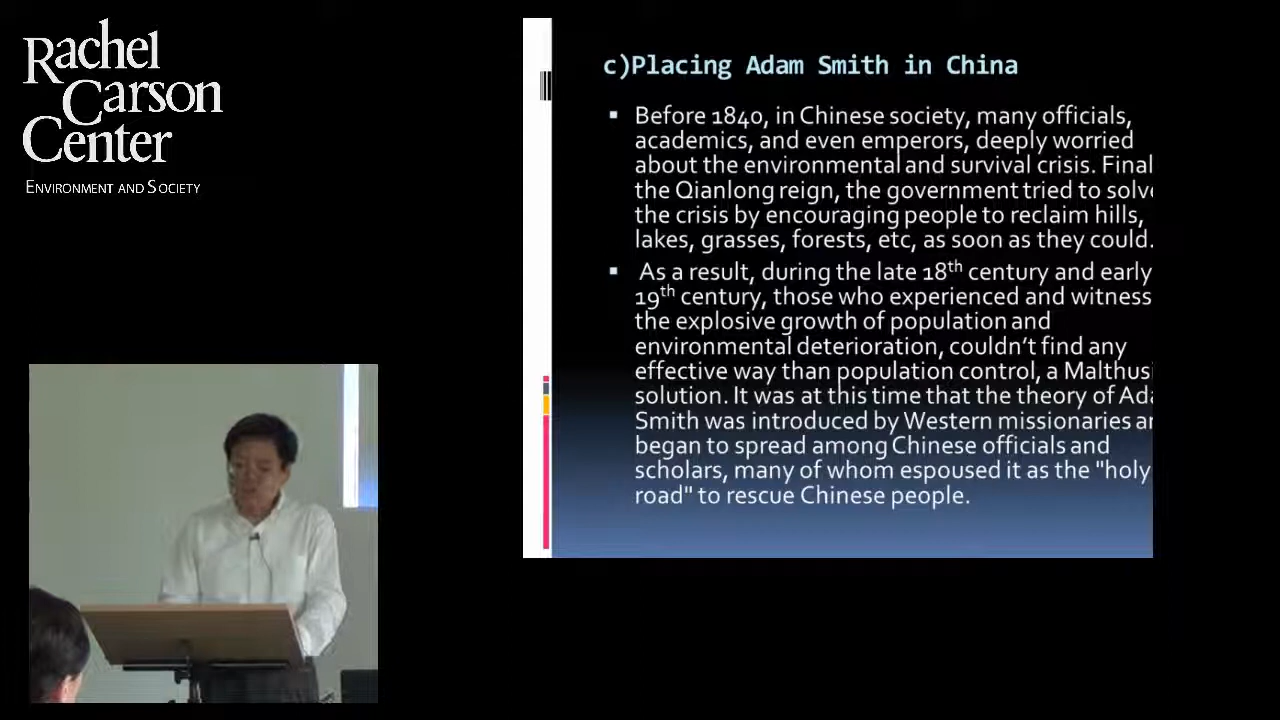 Rachel
Carson
Center
ENVIRONMENT AND SOCIETY
c)Placing Adam Smith in China
▪ Before 1840, in Chinese society, many officials,
academics, and even emperors, deeply worried
about the environmental and survival crisis. Final
the Qianlong reign, the government tried to solve
the crisis by encouraging people to reclaim hills,
lakes, grasses, forests, etc, as soon as they could.
▪ As a result, during the late 18th century and early
19th century, those who experienced and witness
the explosive growth of population and
environmental deterioration, couldn't find any
effective way than population control, a Malthusi
solution. It was at this time that the theory of Ada
Smith was introduced by Western missionaries an
began to spread among Chinese officials and
scholars, many of whom espoused it as the "holy
road" to rescue Chinese people.